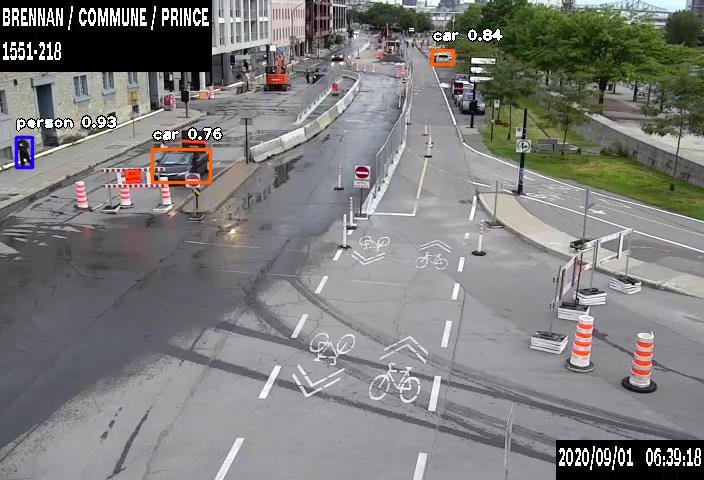 BRENNAN / COMMUNE / PRINCE
1551-218
car 0.84
person 0.93
car 0.76
2020/09/01 06:39:18